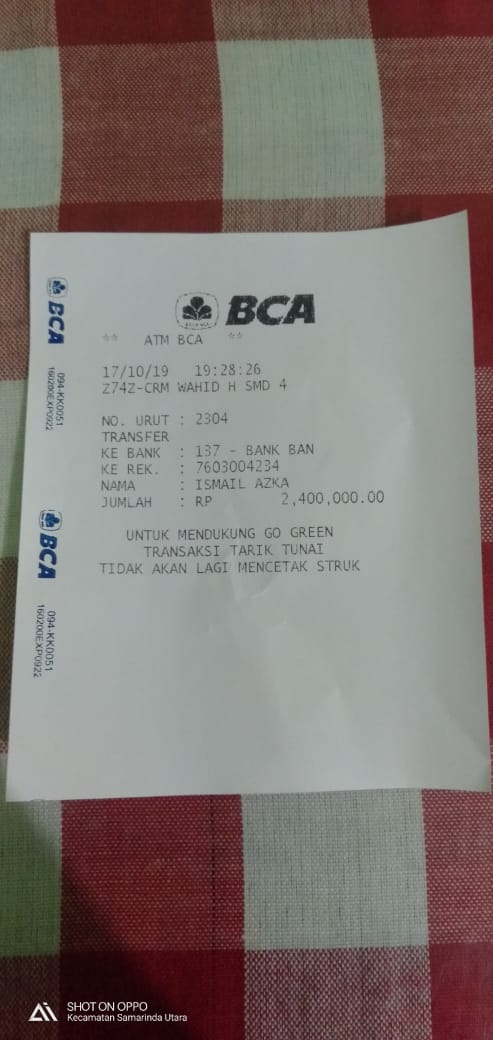 BCA
** ATM BCA **
17/10/19 19:28:26
Z74Z-CRM WAHID H SMD 4
NO. URUT : 2304
TRANSFER
KE BANK : 137 - BANK BAN
KE REK. : 7603004234
NAMA : ISMAIL AZKA
JUMLAH : RP 2,400,000.00
UNTUK MENDUKUNG GO GREEN
TRANSAKSI TARIK TUNAI
TIDAK AKAN LAGI MENCETAK STRUK
BCA
094-KK0051
160200EXP0922
BCA
094-KK0051
160200EXP0922
SHOT ON OPPO
Kecamatan Samarinda Utara